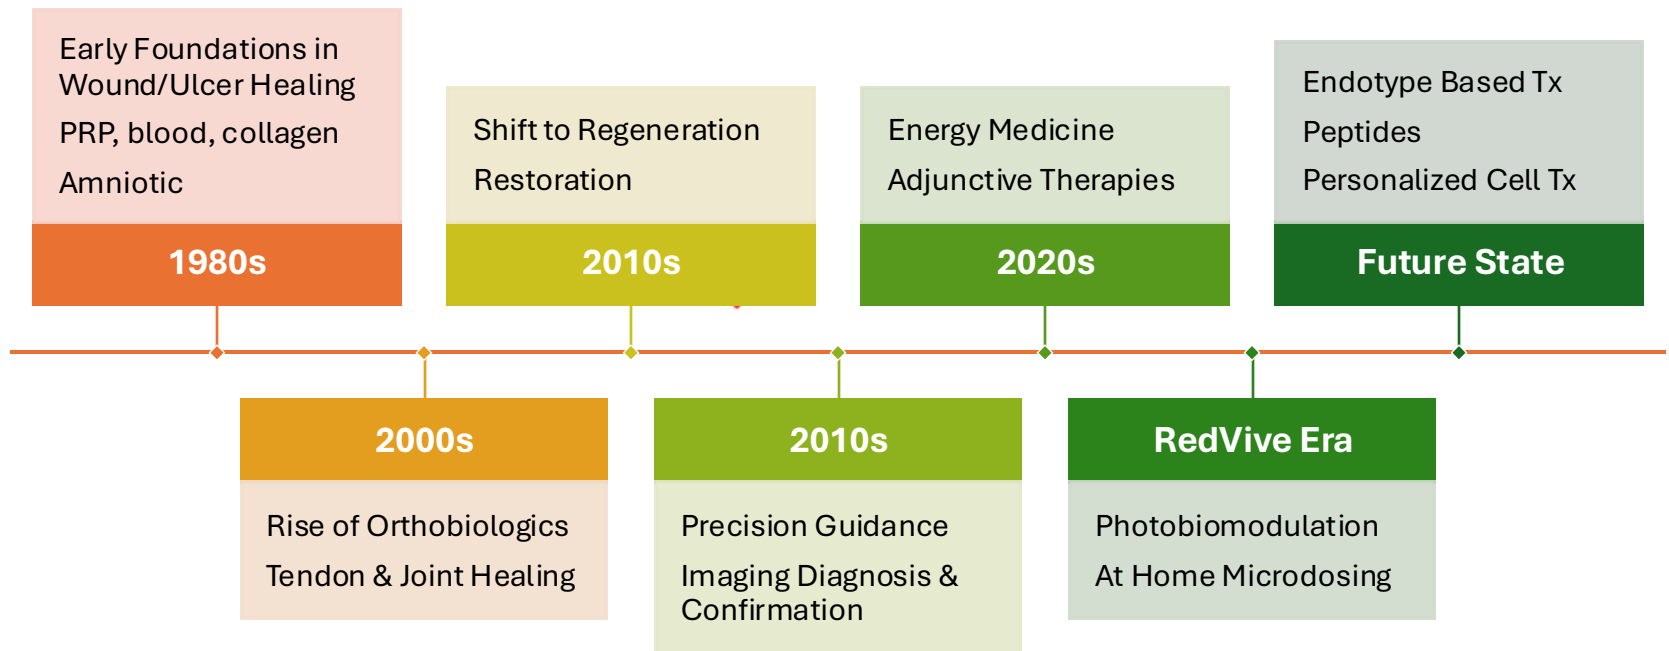 Early Foundations in
Wound/Ulcer Healing
PRP, blood, collagen
Amniotic
1980s
2000s
Rise of Orthobiologics
Tendon & Joint Healing
Shift to Regeneration
Restoration
2010s
2010s
Precision Guidance
Imaging Diagnosis &
Confirmation
Energy Medicine
Adjunctive Therapies
2020s
RedVive Era
Photobiomodulation
At Home Microdosing
Endotype Based Tx
Peptides
Personalized Cell Tx
Future State